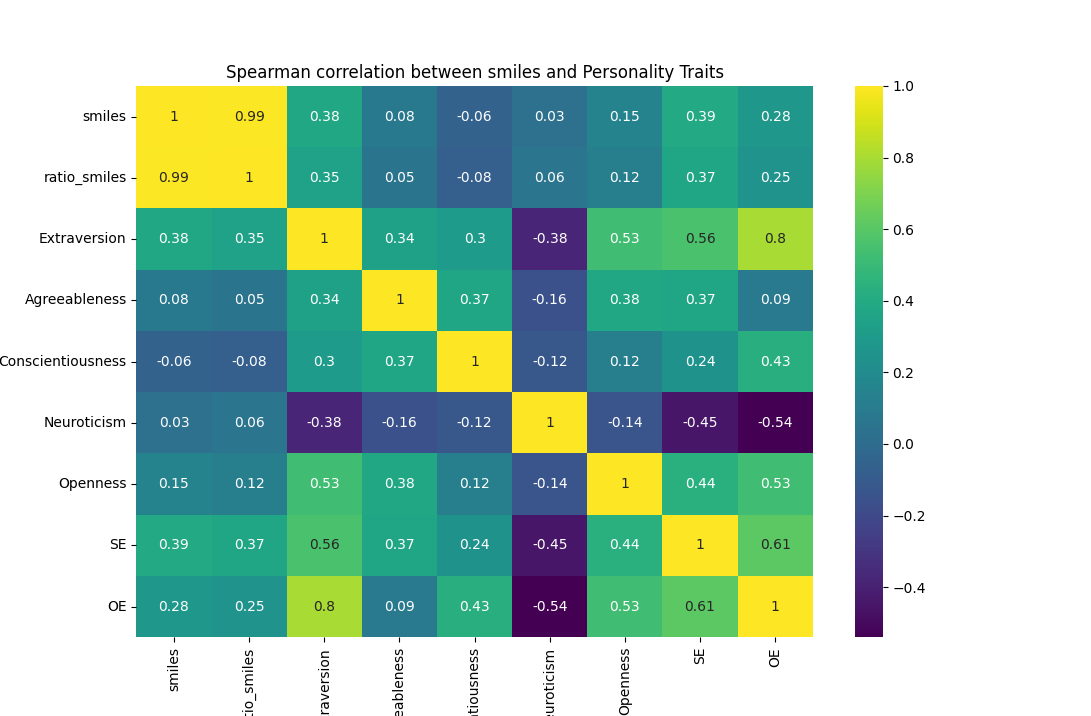 Spearman correlation between smiles and Personality Traits
smiles 1 0.99 0.38 0.08 -0.06 0.03 0.15 0.39 0.28
ratio_smiles 0.99 1 0.35 0.05 -0.08 0.06 0.12 0.37 0.25
Extraversion 0.38 0.35 1 0.34 0.3 -0.38 0.53 0.56 0.8
Agreeableness 0.08 0.05 0.34 1 0.37 -0.16 0.38 0.37 0.09
Conscientiousness -0.06 -0.08 0.3 0.37 1 -0.12 0.12 0.24 0.43
Neuroticism 0.03 0.06 -0.38 -0.16 -0.12 1 -0.14 -0.45 -0.54
Openness 0.15 0.12 0.53 0.38 0.12 -0.14 1 0.44 0.53
SE 0.39 0.37 0.56 0.37 0.24 -0.45 0.44 1 0.61
OE 0.28 0.25 0.8 0.09 0.43 -0.54 0.53 0.61 1
smiles
tio_smiles
raversion
eableness
tiousness
uroticism
Openness
SE
OE
1.0
0.8
0.6
0.4
0.2
0.0
−0.2
−0.4